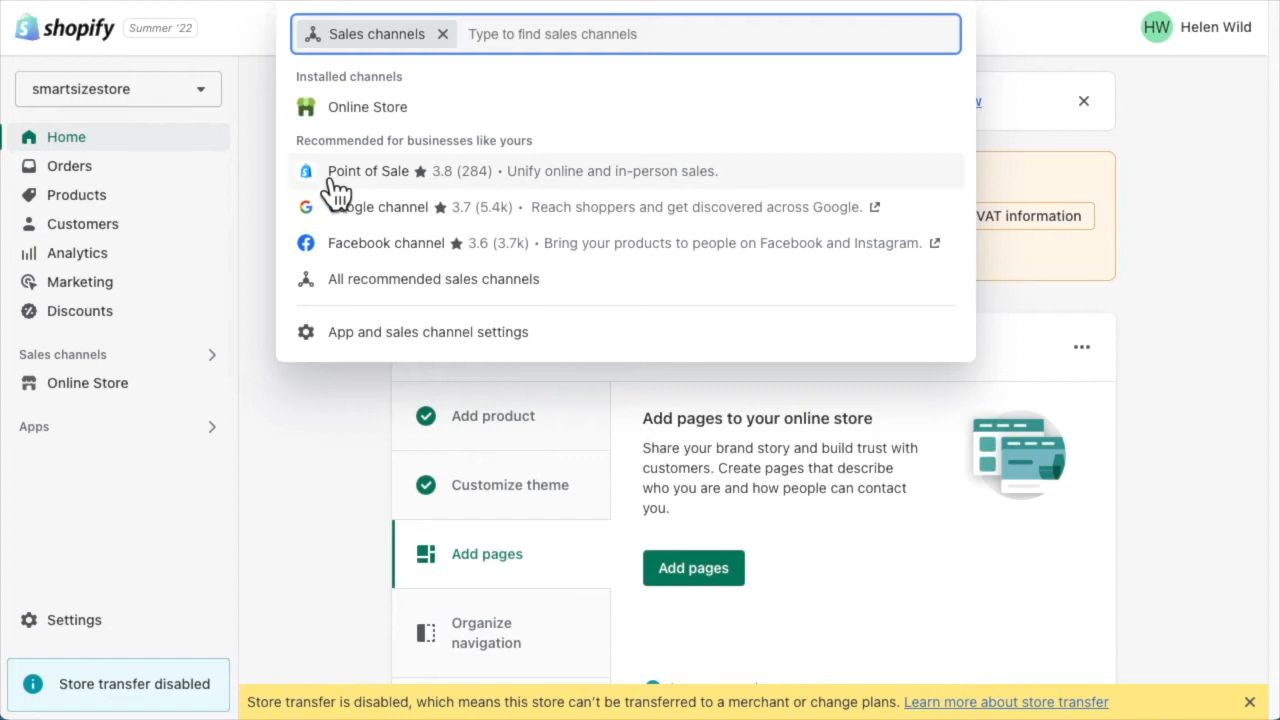 shopify Summer '22
Sales channels Type to find sales channels
HW Helen Wild
smartsizestore
Home
Orders
Products
Customers
Analytics
Marketing
Discounts
Sales channels
Online Store
Apps
Settings
Store transfer disabled
Installed channels
Online Store
Recommended for businesses like yours
Point of Sale ★ 3.8 (284) • Unify online and in-person sales.
channel ★ 3.7 (5.4k) • Reach shoppers and get discovered across Google.
Facebook channel ★ 3.6 (3.7k) • Bring your products to people on Facebook and Instagram.
All recommended sales channels
App and sales channel settings
VAT information
Add product
Customize theme
Add pages
Organize
navigation
Add pages to your online store
Share your brand story and build trust with
customers. Create pages that describe
who you are and how people can contact
you.
Add pages
Store transfer is disabled, which means this store can't be transferred to a merchant or change plans. Learn more about store transfer